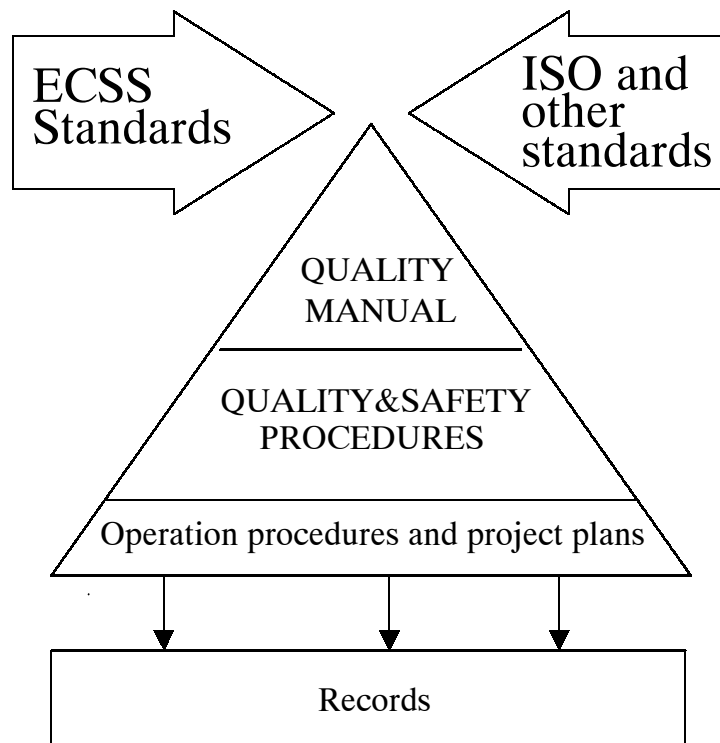 ECSS
Standards
ISO and
other
standards
QUALITY
MANUAL
QUALITY&SAFETY
PROCEDURES
Operation procedures and project plans
Records